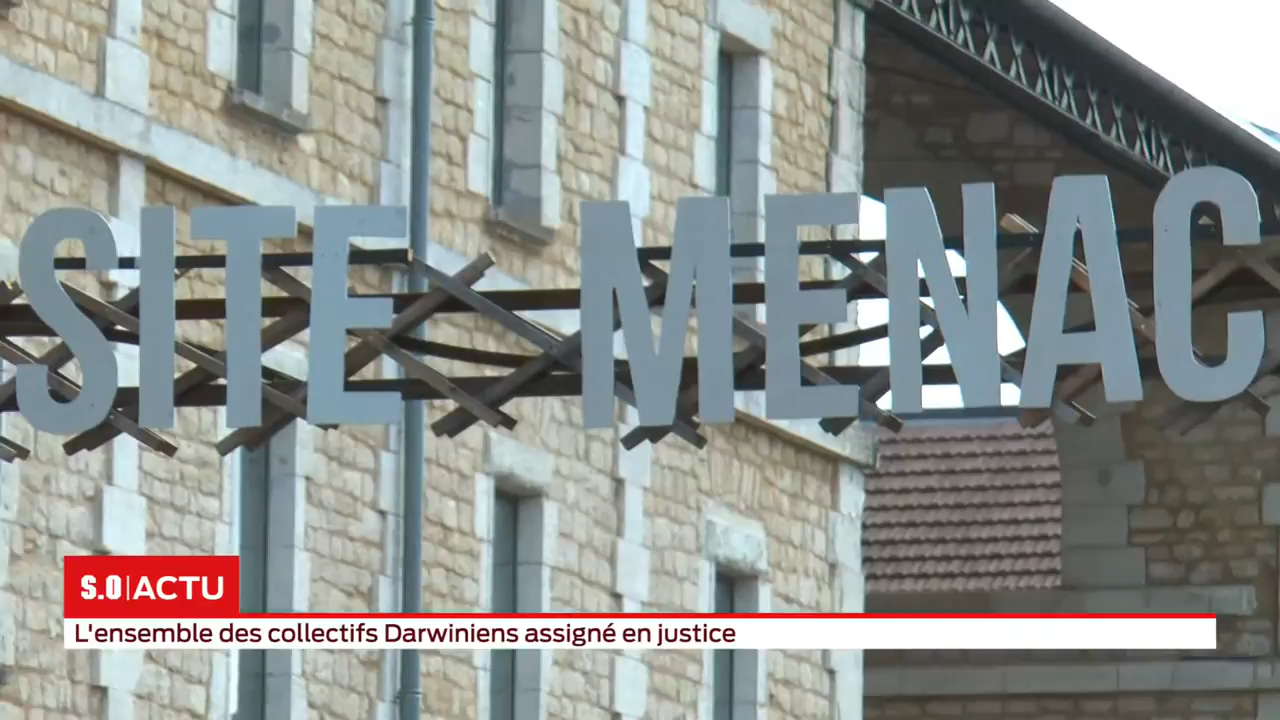 SITE MENAC
S.O|ACTU
L'ensemble des collectifs Darwiniens assigné en justice